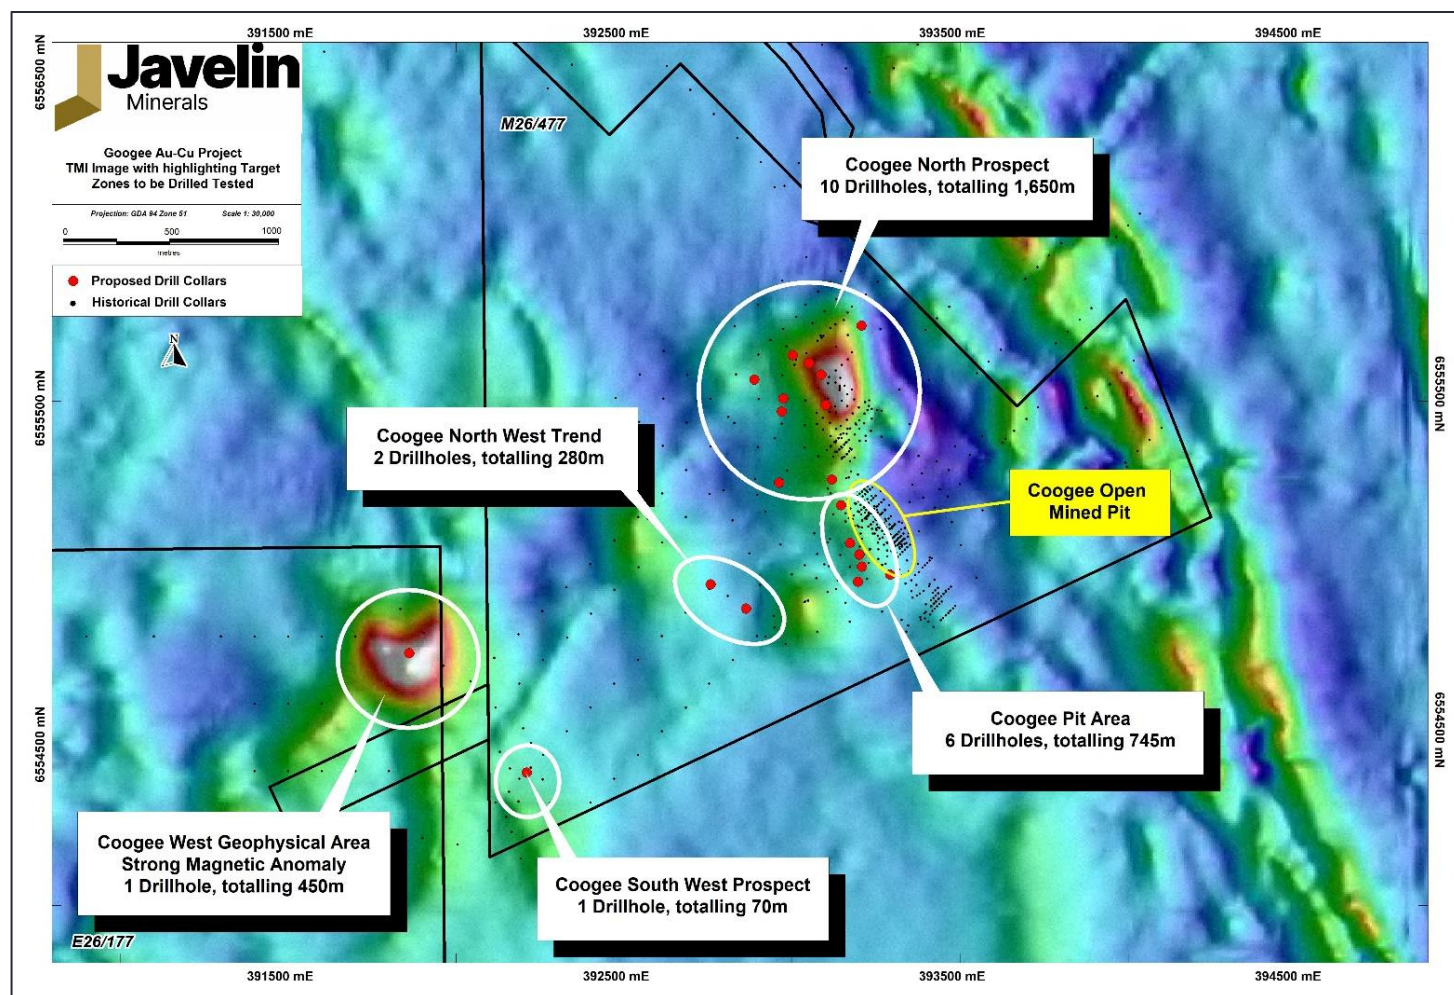 391500 mE
392500 mE
393500 mE
394500 mE
6556500 mN
Javelin
Minerals
Googee Au-Cu Project
TMI Image with highlighting Target
Zones to be Drilled Tested
Projection: GDA 94 Zone 51
Scale 1: 30,000
0
500
1000
metres
Proposed Drill Collars
Historical Drill Collars
N
M26/477
Coogee North Prospect
10 Drillholes, totalling 1,650m
6555500 mN
6555500 mN
Coogee North West Trend
2 Drillholes, totalling 280m
Coogee Open
Mined Pit
6554500 mN
6554500 mN
Coogee Pit Area
6 Drillholes, totalling 745m
Coogee West Geophysical Area
Strong Magnetic Anomaly
1 Drillhole, totalling 450m
Coogee South West Prospect
1 Drillhole, totalling 70m
E26/177
391500 mE
392500 mE
393500 mE
394500 mE